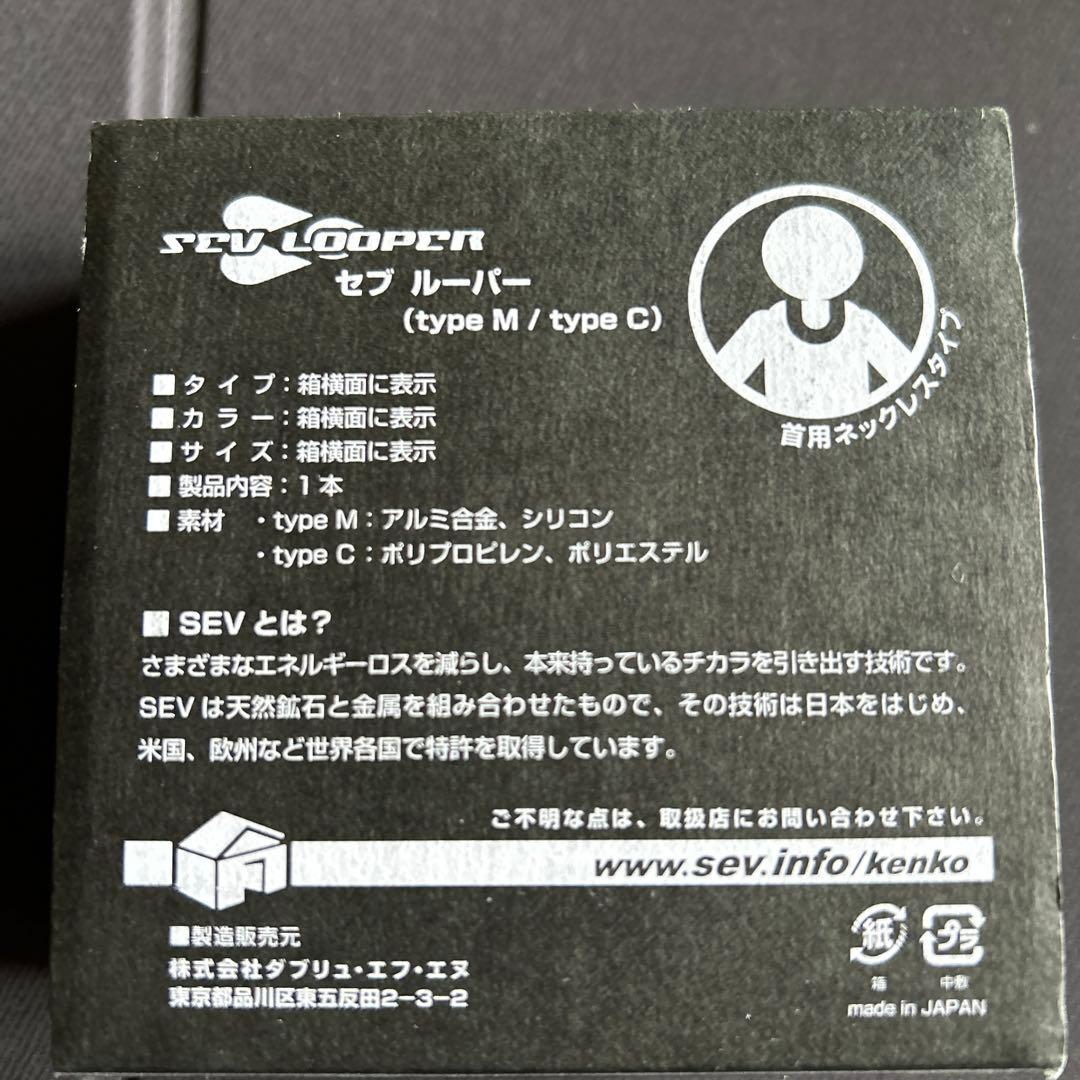 SEV LOOPER
セブ ルーパー
（type M / type C）
首用ネックレスタイプ
■ タイプ：箱横面に表示
■ カラー：箱横面に表示
■ サイズ：箱横面に表示
■ 製品内容：1本
■ 素材 ・type M：アルミ合金、シリコン
・type C：ポリプロピレン、ポリエステル
■ SEVとは？
さまざまなエネルギーロスを減らし、本来持っているチカラを引き出す技術です。
SEVは天然鉱石と金属を組み合わせたもので、その技術は日本をはじめ、
米国、欧州など世界各国で特許を取得しています。
ご不明な点は、取扱店にお問い合わせ下さい。
www.sev.info/kenko
■製造販売元
株式会社ダブリュ・エフ・エヌ
東京都品川区東五反田2-3-2
紙 プラ
箱 中敷
made in JAPAN